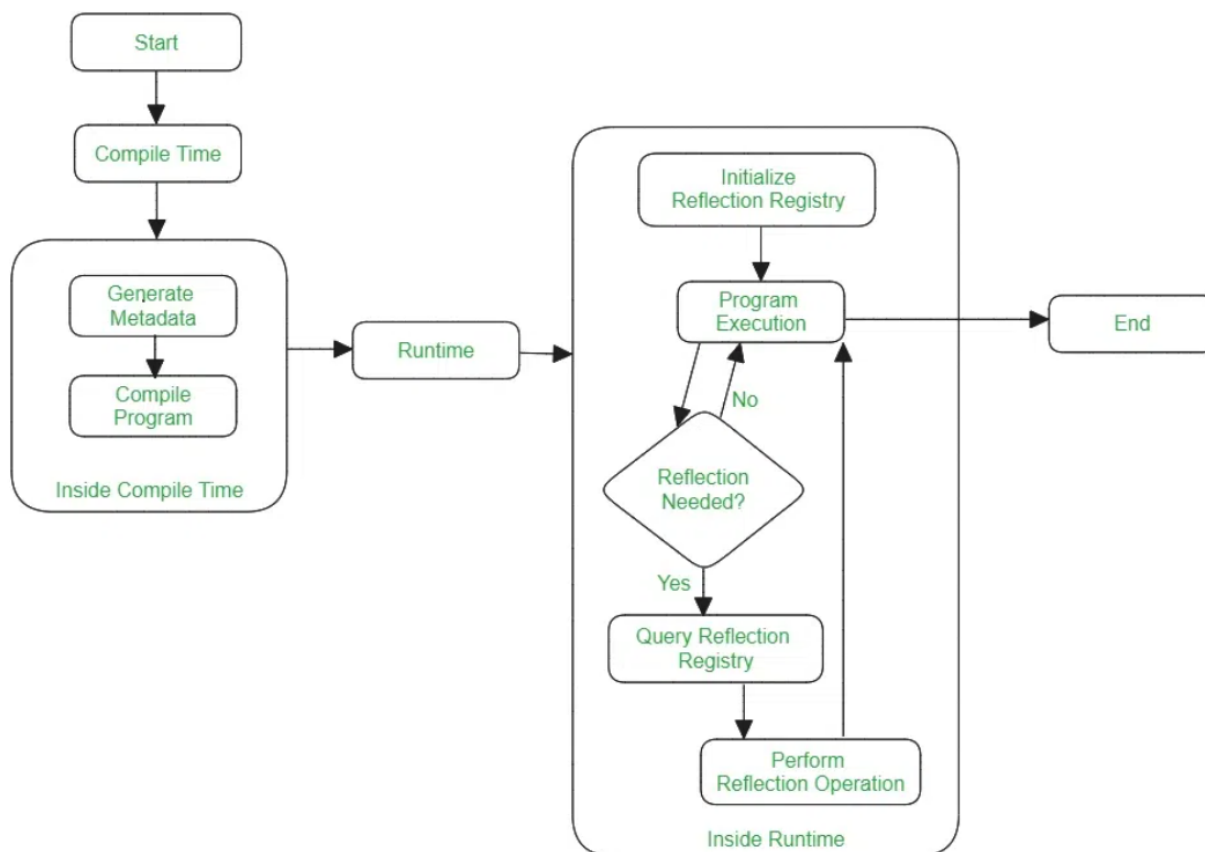 Start
Compile Time
Generate
Metadata
Compile
Program
Inside Compile Time
Runtime
Initialize
Reflection Registry
Program
Execution
No
Reflection
Needed?
Yes
Query Reflection
Registry
Perform
Reflection Operation
Inside Runtime
End